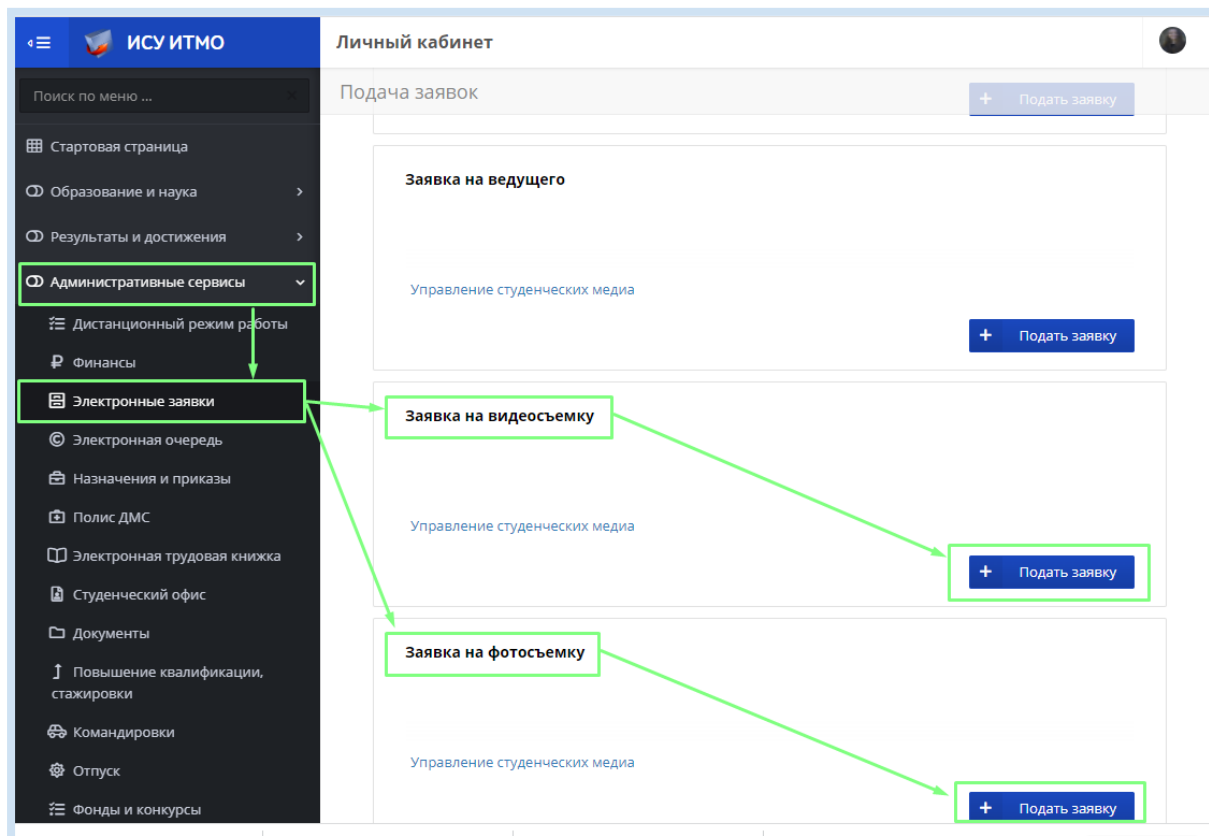 ИСУ ИТМО
Личный кабинет
Поиск по меню ...
Подача заявок
+ Подать заявку
Стартовая страница
Образование и наука
Результаты и достижения
Административные сервисы
Дистанционный режим работы
Финансы
Электронные заявки
Электронная очередь
Назначения и приказы
Полис ДМС
Электронная трудовая книжка
Студенческий офис
Документы
Повышение квалификации,
стажировки
Командировки
Отпуск
Фонды и конкурсы
Заявка на ведущего
Управление студенческих медиа
+ Подать заявку
Заявка на видеосъемку
Управление студенческих медиа
+ Подать заявку
Заявка на фотосъемку
Управление студенческих медиа
+ Подать заявку